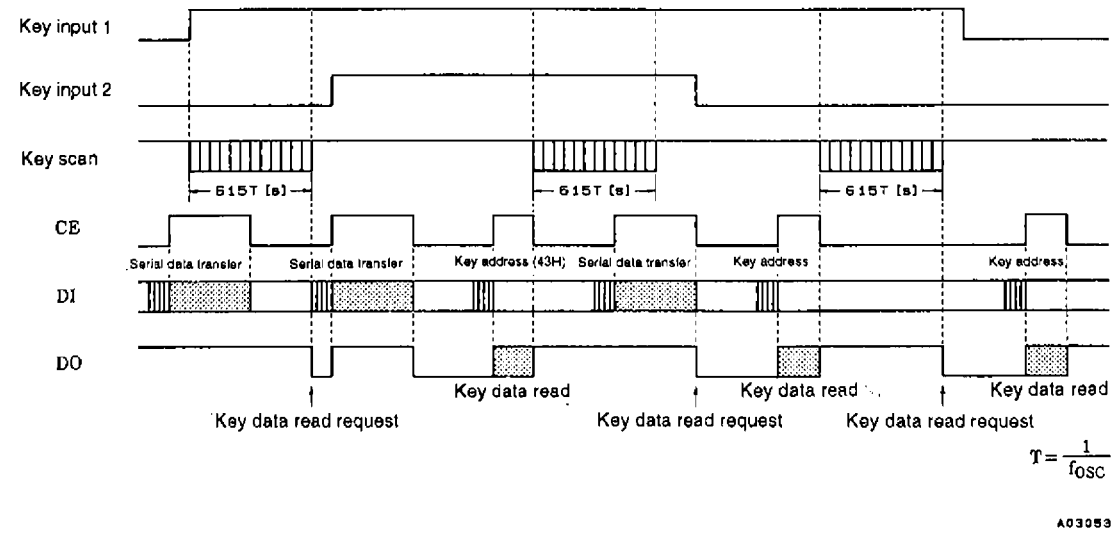 Key input 1
Key input 2
Key scan
615T [s] 615T [s] 615T [s]
CE
Serial data transfer Serial data transfer Key address (43H) Serial data transfer Key address Key address
DI
DO
Key data read Key data read Key data read
Key data read request Key data read request Key data read request
T = 1 / fOSC
A03053